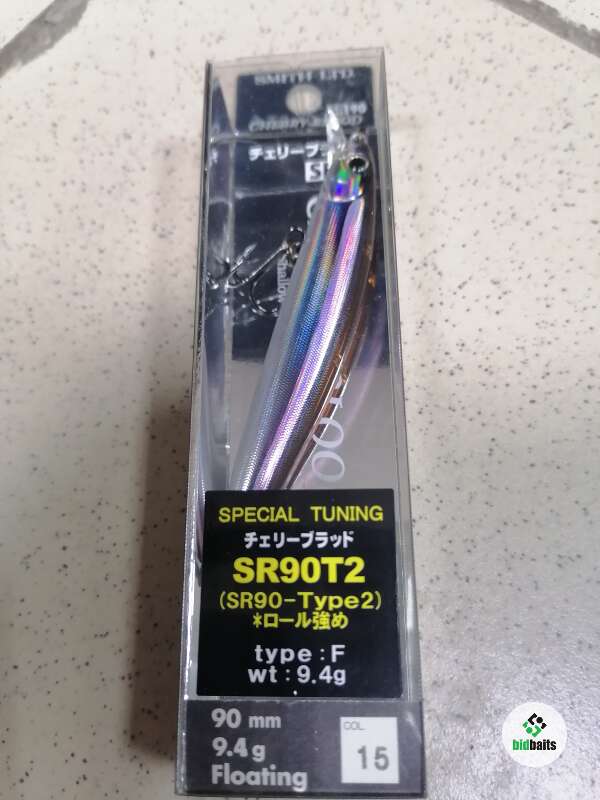 SMITH LTD.
チェリーブラ
S
SPECIAL TUNING
チェリーブラッド
SR90T2
(SR90-Type2)
*ロール強め
type:F
wt:9.4g
90 mm
9.4 g
Floating
COL.
15
bidbaits